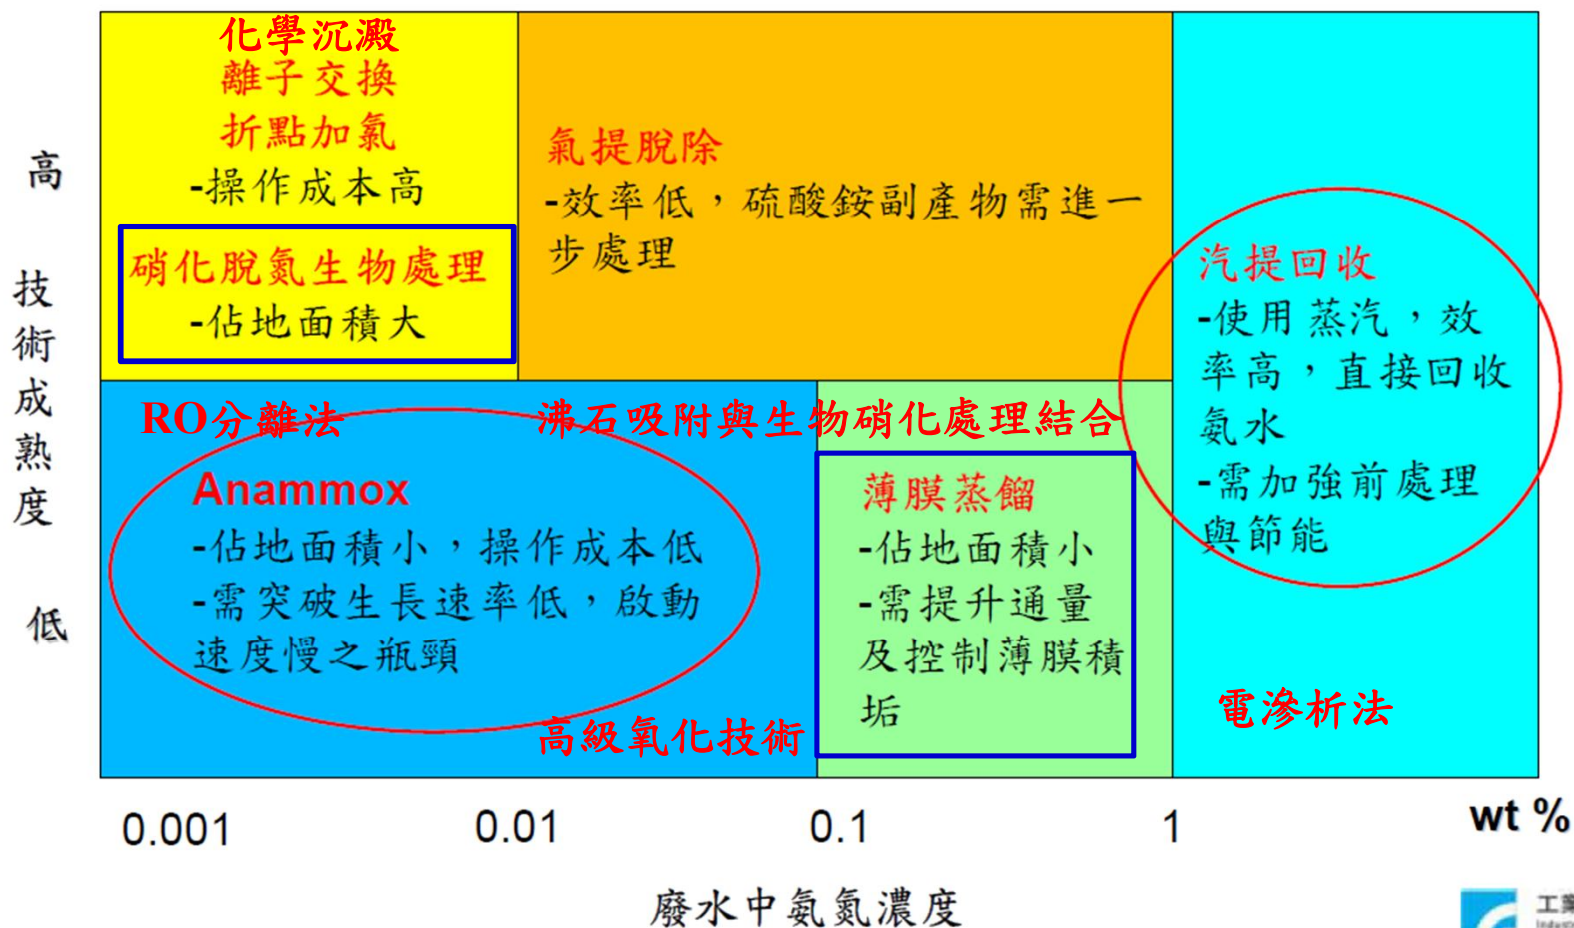 化學沉澱
離子交換
折點加氯
-操作成本高
硝化脫氮生物處理
-佔地面積大
氣提脫除
-效率低，硫酸銨副產物需進一
步處理
汽提回收
-使用蒸汽，效
率高，直接回收
氨水
-需加強前處理
與節能
電滲析法
RO分離法
Anammox
-佔地面積小，操作成本低
-需突破生長速率低，啟動
速度慢之瓶頸
高級氧化技術
沸石吸附與生物硝化處理結合
薄膜蒸餾
-佔地面積小
-需提升通量
及控制薄膜積
垢
高
技術成熟度
低
0.001
0.01
0.1
1
wt %
廢水中氨氮濃度